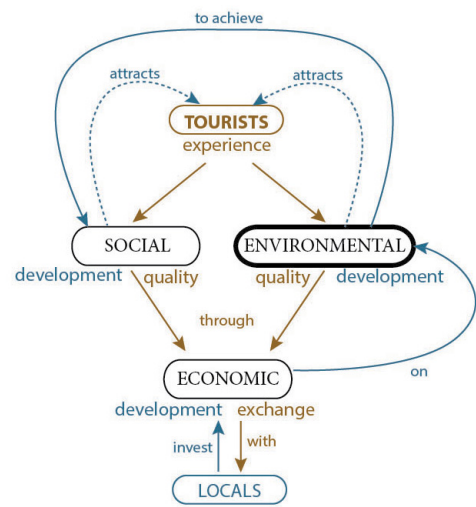 to achieve
attracts attracts
TOURISTS
experience
SOCIAL ENVIRONMENTAL
development quality quality development
through
ECONOMIC on
development exchange
invest with
LOCALS